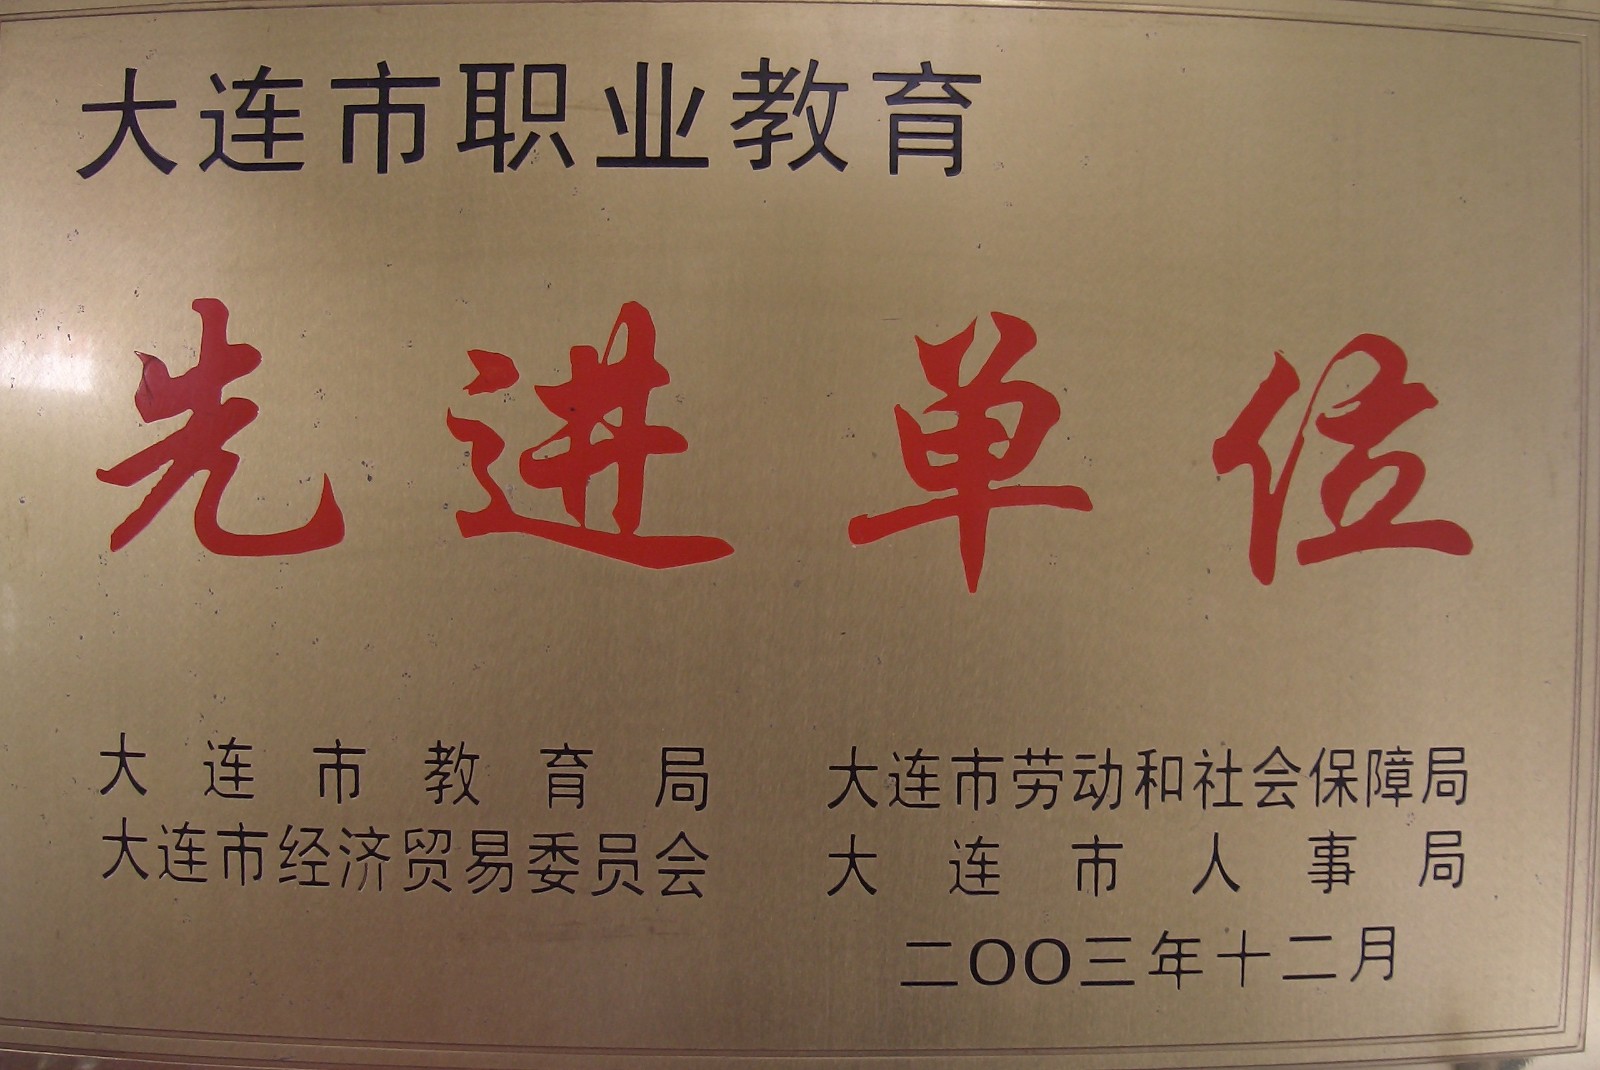 大连市职业教育
先进单位
大连市教育局 大连市劳动和社会保障局
大连市经济贸易委员会 大连市人事局
二〇〇三年十二月